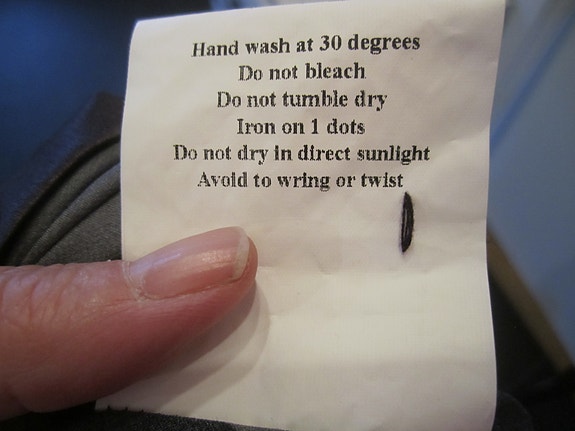 Hand wash at 30 degrees
Do not bleach
Do not tumble dry
Iron on 1 dots
Do not dry in direct sunlight
Avoid to wring or twist